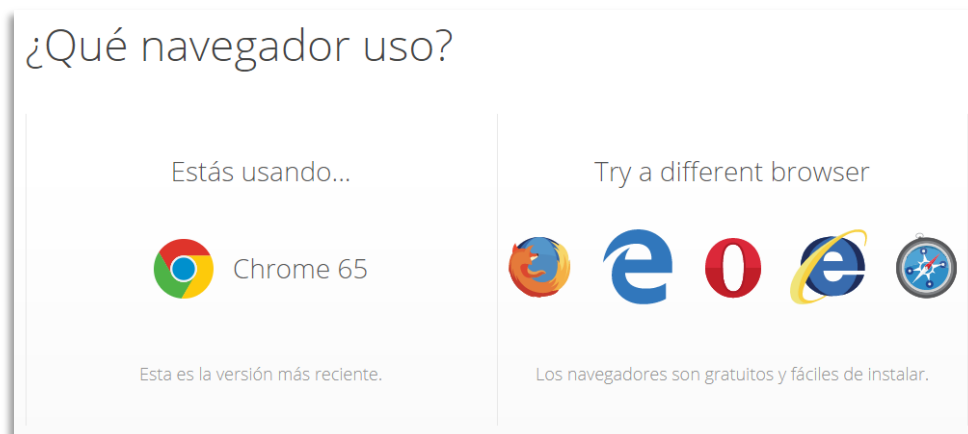 ¿Qué navegador uso?
Estás usando...
Chrome 65
Esta es la versión más reciente.
Try a different browser
Los navegadores son gratuitos y fáciles de instalar.